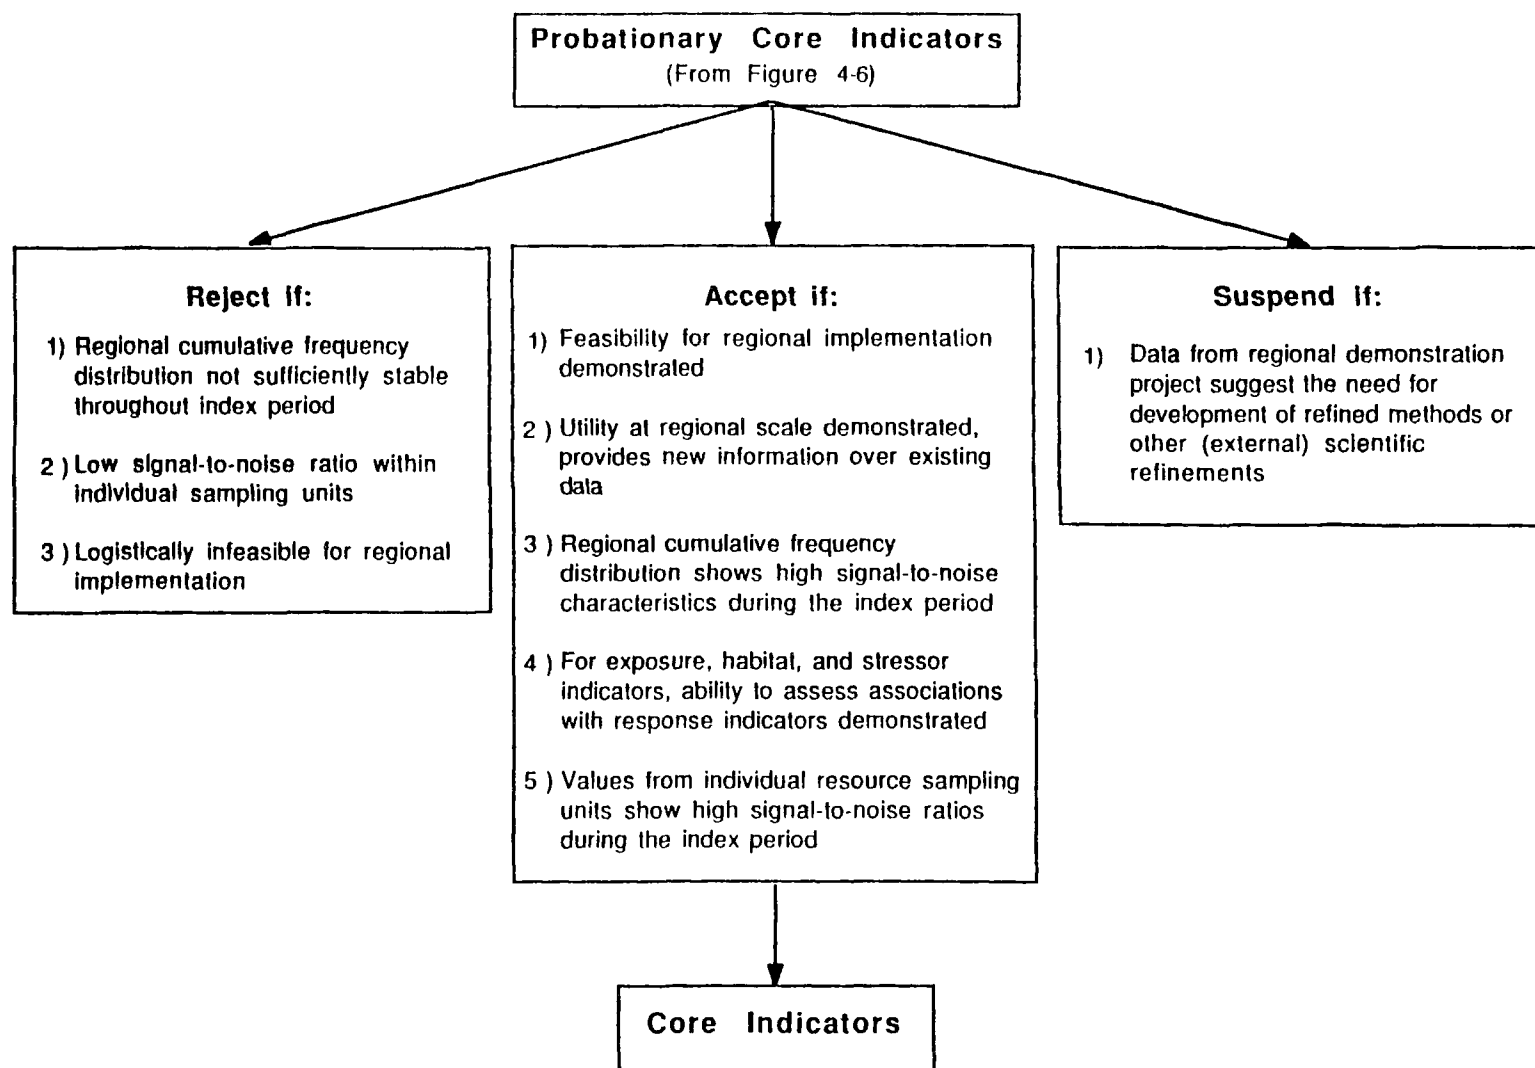 Probationary Core Indicators
(From Figure 4-6)
Reject if:
1) Regional cumulative frequency
distribution not sufficiently stable
throughout index period
2) Low signal-to-noise ratio within
individual sampling units
3) Logistically infeasible for regional
implementation
Accept if:
1) Feasibility for regional implementation
demonstrated
2) Utility at regional scale demonstrated,
provides new information over existing
data
3) Regional cumulative frequency
distribution shows high signal-to-noise
characteristics during the index period
4) For exposure, habitat, and stressor
indicators, ability to assess associations
with response indicators demonstrated
5) Values from individual resource sampling
units show high signal-to-noise ratios
during the index period
Suspend if:
1) Data from regional demonstration
project suggest the need for
development of refined methods or
other (external) scientific
refinements
Core Indicators